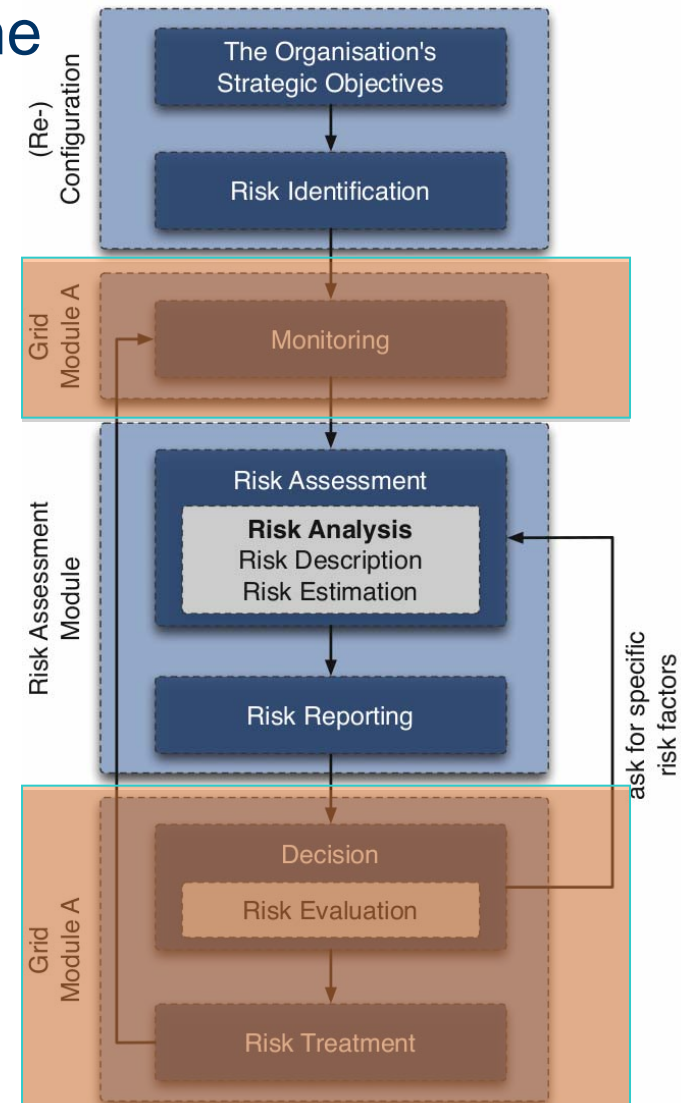 ne
(Re-)
Configuration
The Organisation's
Strategic Objectives
Risk Identification
Grid
Module A
Monitoring
Risk Assessment
Module
Risk Assessment
Risk Analysis
Risk Description
Risk Estimation
Risk Reporting
ask for specific
risk factors
Grid
Module A
Decision
Risk Evaluation
Risk Treatment